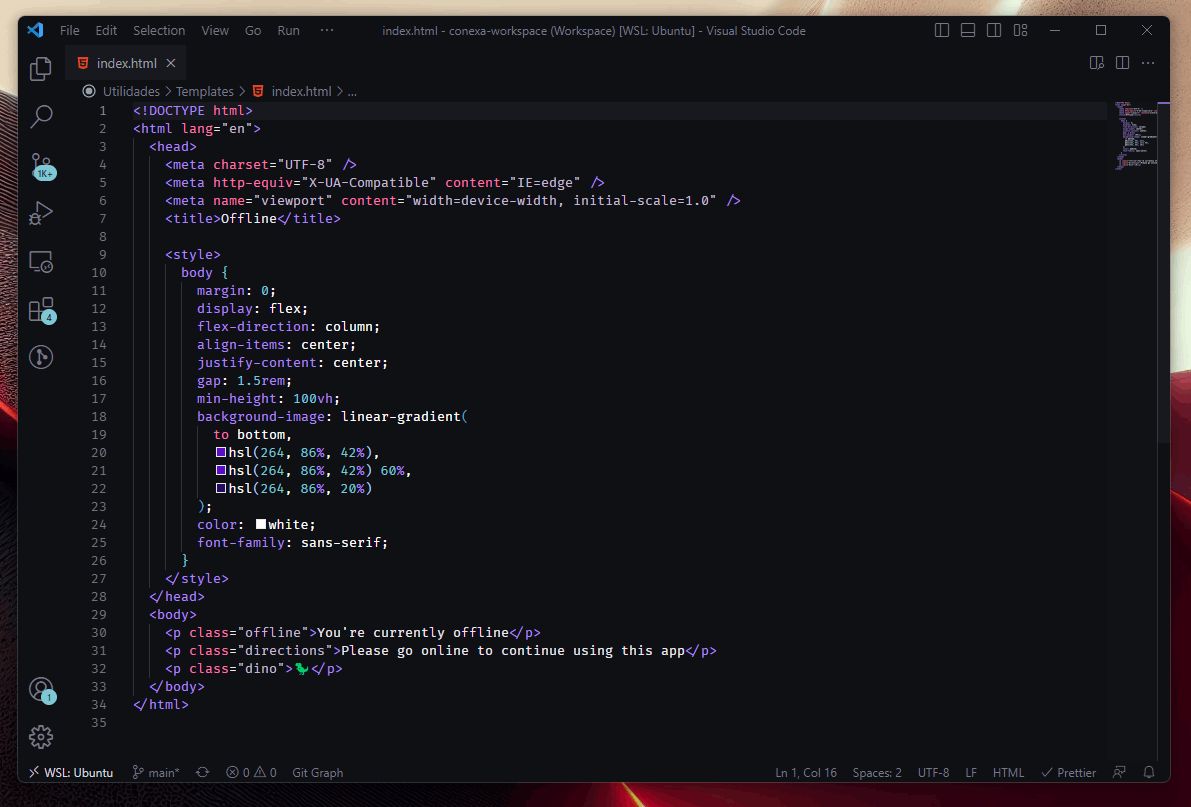 File Edit Selection View Go Run ··· index.html - conexa-workspace (Workspace) [WSL: Ubuntu] - Visual Studio Code
index.html
Utilidades > Templates > index.html > ...
1 <!DOCTYPE html>
2 <html lang="en">
3 <head>
4 <meta charset="UTF-8" />
5 <meta http-equiv="X-UA-Compatible" content="IE=edge" />
6 <meta name="viewport" content="width=device-width, initial-scale=1.0" />
7 <title>Offline</title>
8
9 <style>
10 body {
11 margin: 0;
12 display: flex;
13 flex-direction: column;
14 align-items: center;
15 justify-content: center;
16 gap: 1.5rem;
17 min-height: 100vh;
18 background-image: linear-gradient(
19 to bottom,
20 hsl(264, 86%, 42%),
21 hsl(264, 86%, 42%) 60%,
22 hsl(264, 86%, 20%)
23 );
24 color: white;
25 font-family: sans-serif;
26 }
27 </style>
28 </head>
29 <body>
30 <p class="offline">You're currently offline</p>
31 <p class="directions">Please go online to continue using this app</p>
32 <p class="dino">🦖</p>
33 </body>
34 </html>
35
1K+
4
1
WSL: Ubuntu main* 0 0 Git Graph Ln 1, Col 16 Spaces: 2 UTF-8 LF HTML Prettier